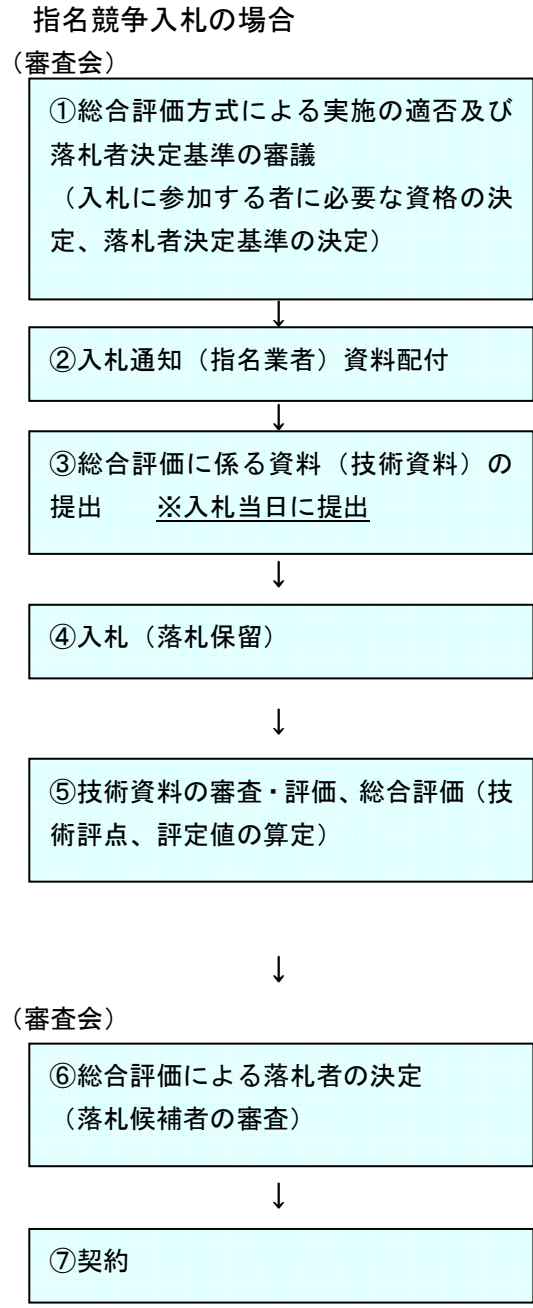 指名競争入札の場合
（審査会）
①総合評価方式による実施の適否及び
落札者決定基準の審議
（入札に参加する者に必要な資格の決
定、落札者決定基準の決定）
↓
②入札通知（指名業者）資料配付
↓
③総合評価に係る資料（技術資料）の
提出　　※入札当日に提出
↓
④入札（落札保留）
↓
⑤技術資料の審査・評価、総合評価（技
術評点、評定値の算定）
↓
（審査会）
⑥総合評価による落札者の決定
（落札候補者の審査）
↓
⑦契約